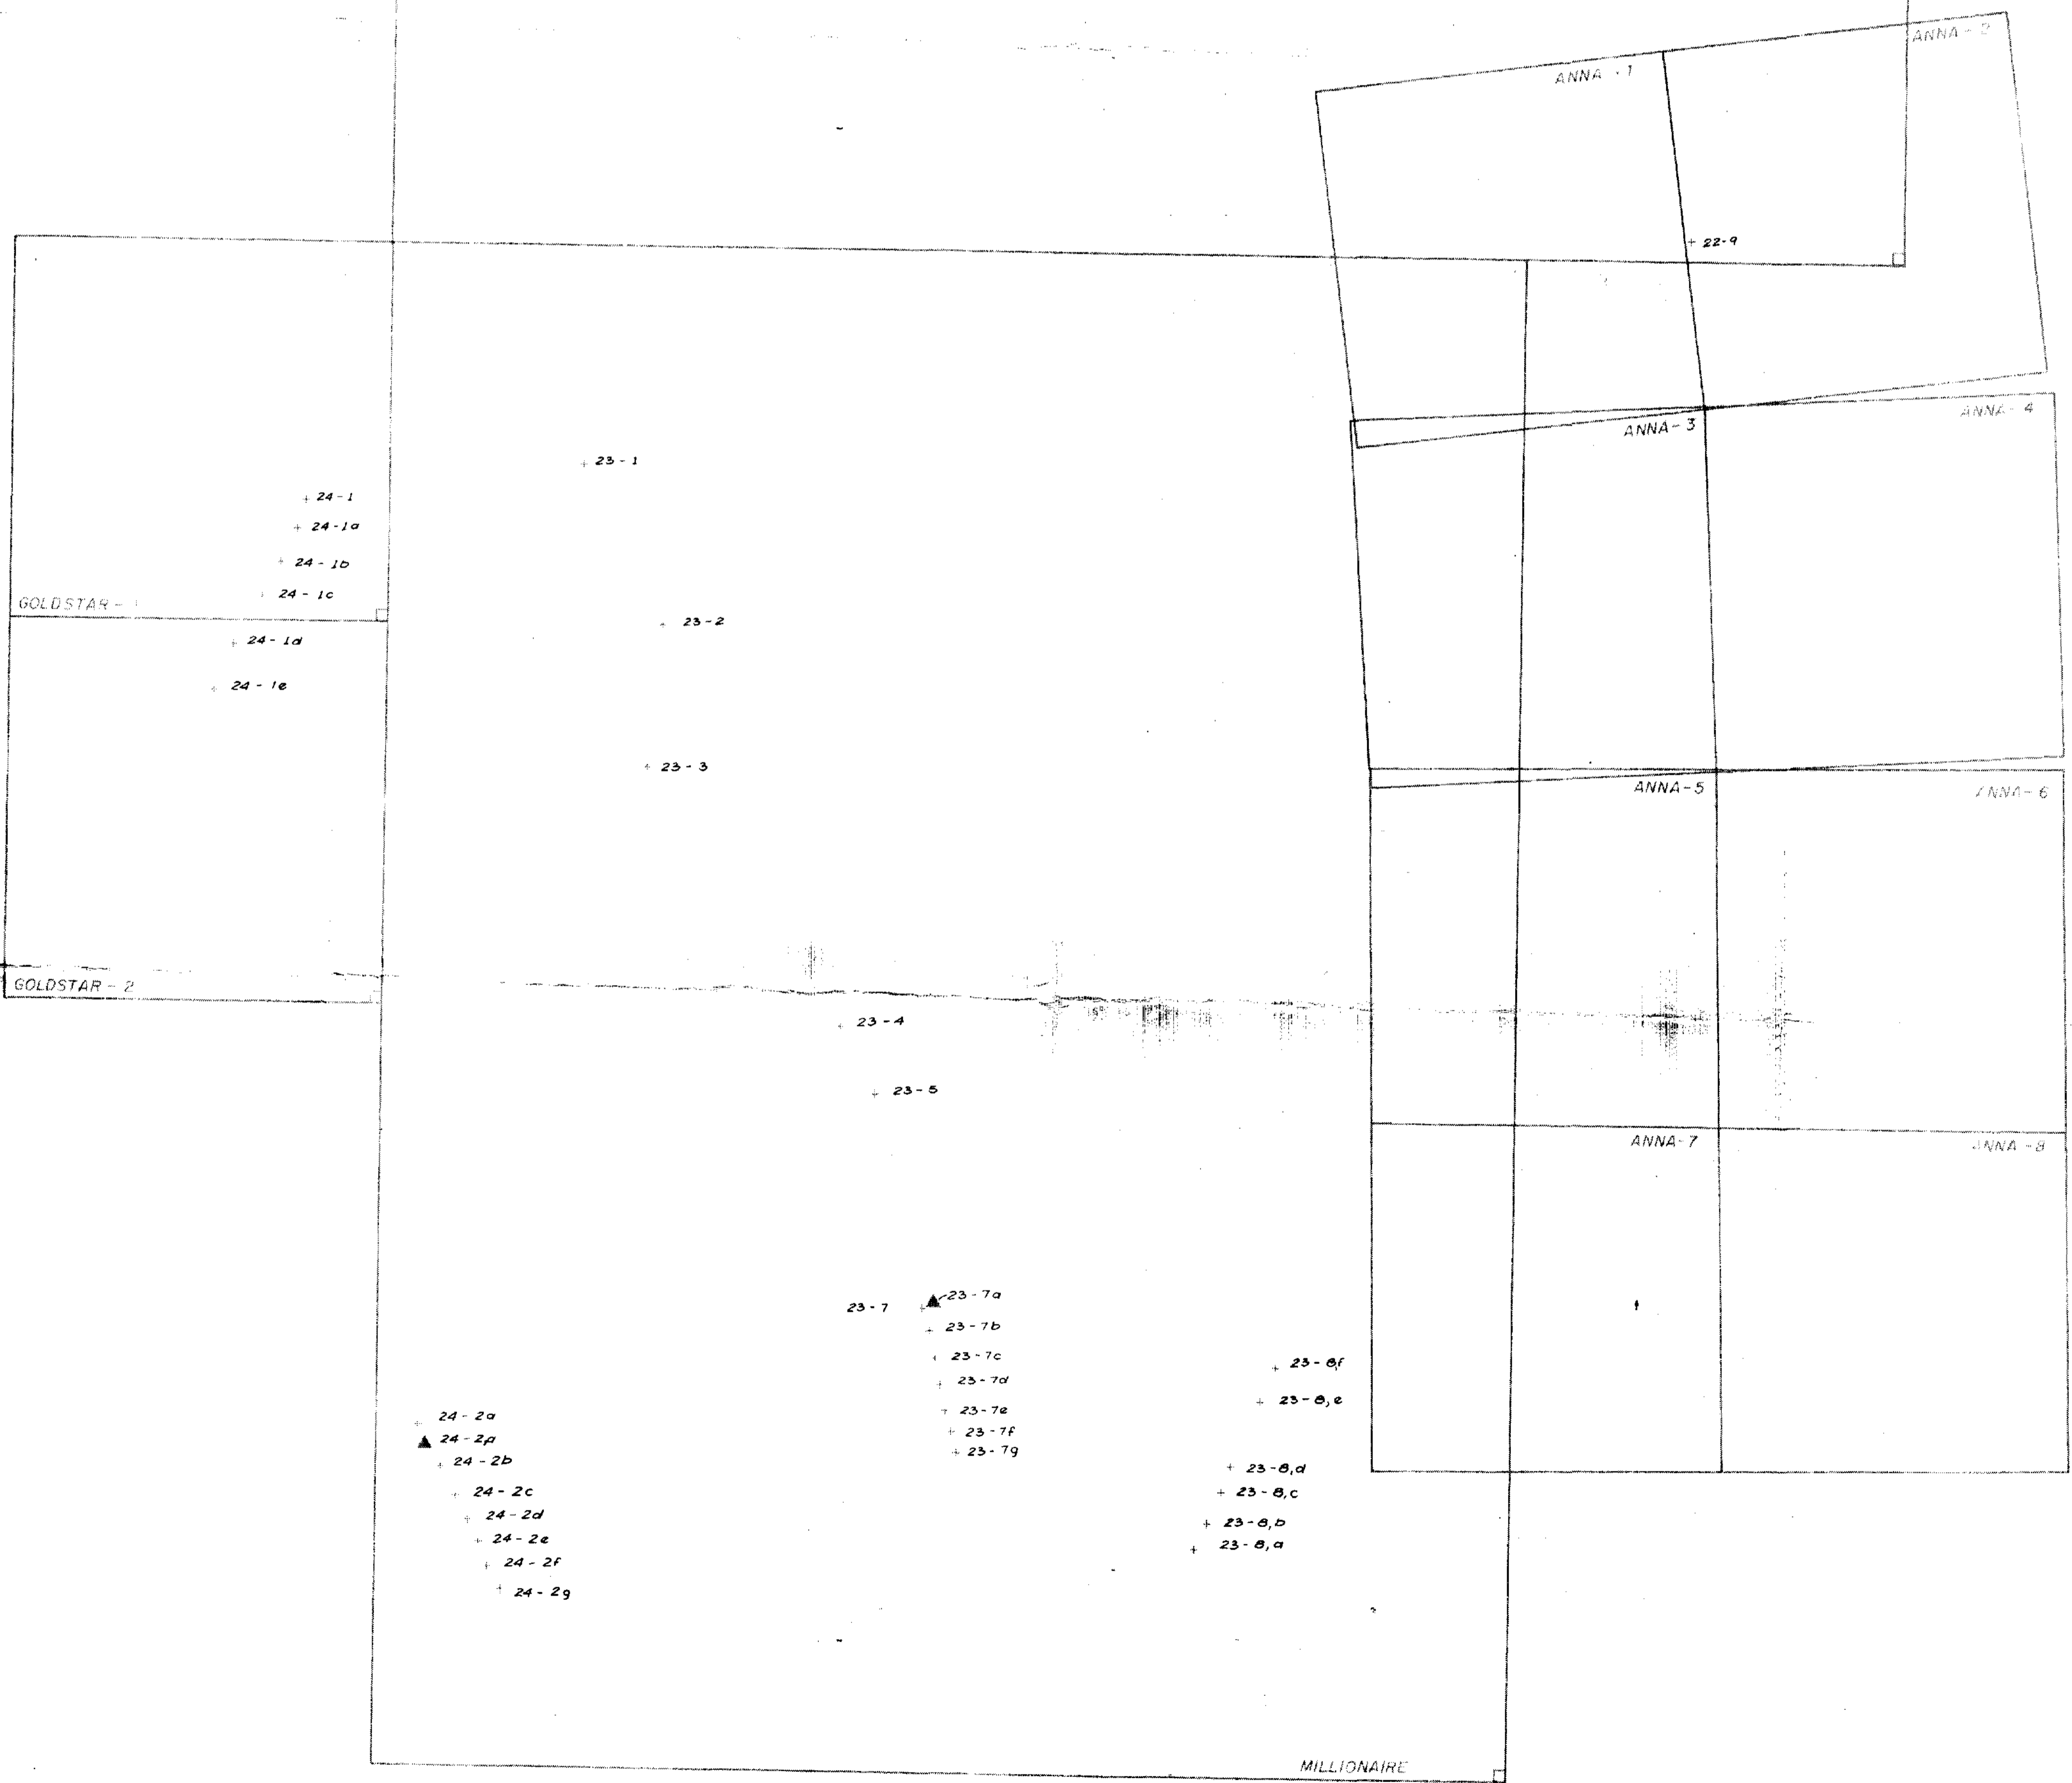 ANNA - 2
ANNA - 1
22-9
ANNA - 4
ANNA - 3
23 - 1
24 - 1
24 - 1a
24 - 1b
24 - 1c
GOLDSTAR - 1
23 - 2
24 - 1d
24 - 1e
23 - 3
ANNA - 5
ANNA - 6
GOLDSTAR - 2
23 - 4
23 - 5
ANNA - 7
ANNA - 8
23 - 7a
23 - 7
23 - 7b
23 - 7c
23 - 8,f
23 - 7d
23 - 8,e
23 - 7e
24 - 2a
23 - 7f
24 - 2p
23 - 7g
24 - 2b
23 - 8,d
24 - 2c
23 - 8,c
24 - 2d
23 - 8,b
24 - 2e
23 - 8,a
24 - 2f
24 - 2g
MILLIONAIRE